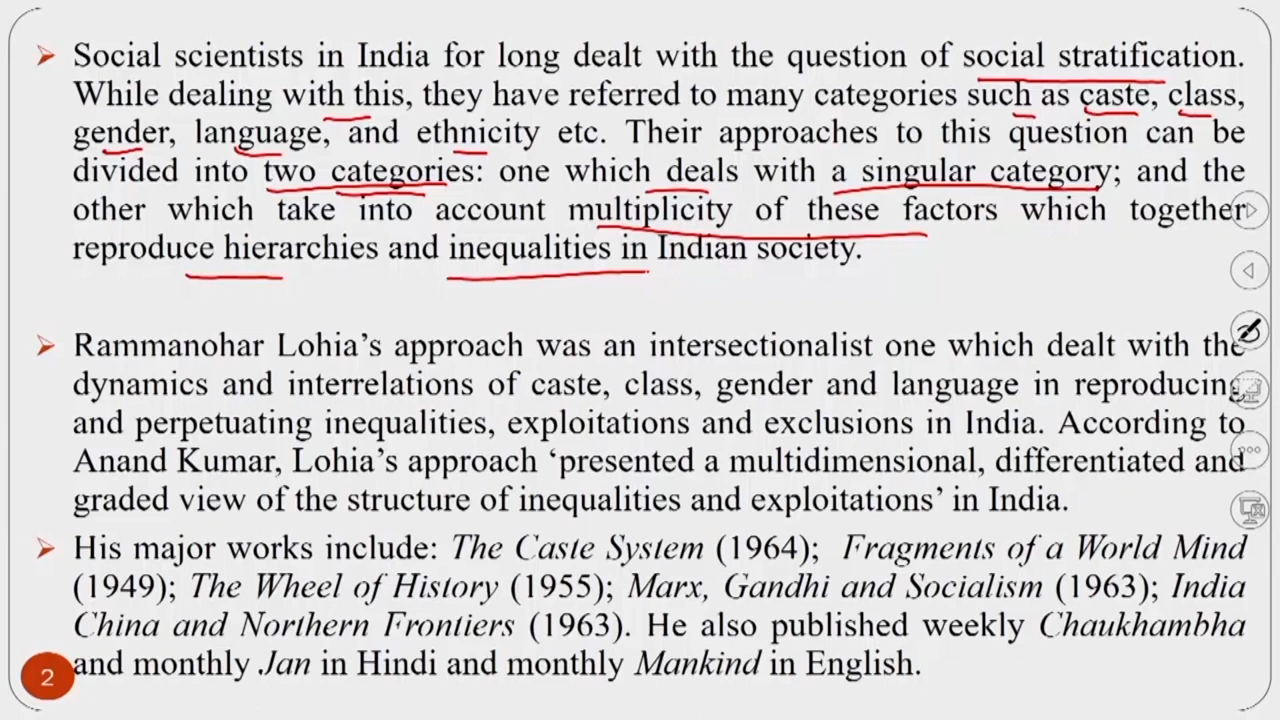 Social scientists in India for long dealt with the question of social stratification.
While dealing with this, they have referred to many categories such as caste, class,
gender, language, and ethnicity etc. Their approaches to this question can be
divided into two categories: one which deals with a singular category; and the
other which take into account multiplicity of these factors which together
reproduce hierarchies and inequalities in Indian society.
Rammanohar Lohia’s approach was an intersectionalist one which dealt with the
dynamics and interrelations of caste, class, gender and language in reproducing
and perpetuating inequalities, exploitations and exclusions in India. According to
Anand Kumar, Lohia’s approach ‘presented a multidimensional, differentiated and
graded view of the structure of inequalities and exploitations’ in India.
His major works include: The Caste System (1964); Fragments of a World Mind
(1949); The Wheel of History (1955); Marx, Gandhi and Socialism (1963); India
China and Northern Frontiers (1963). He also published weekly Chaukhambha
and monthly Jan in Hindi and monthly Mankind in English.
2